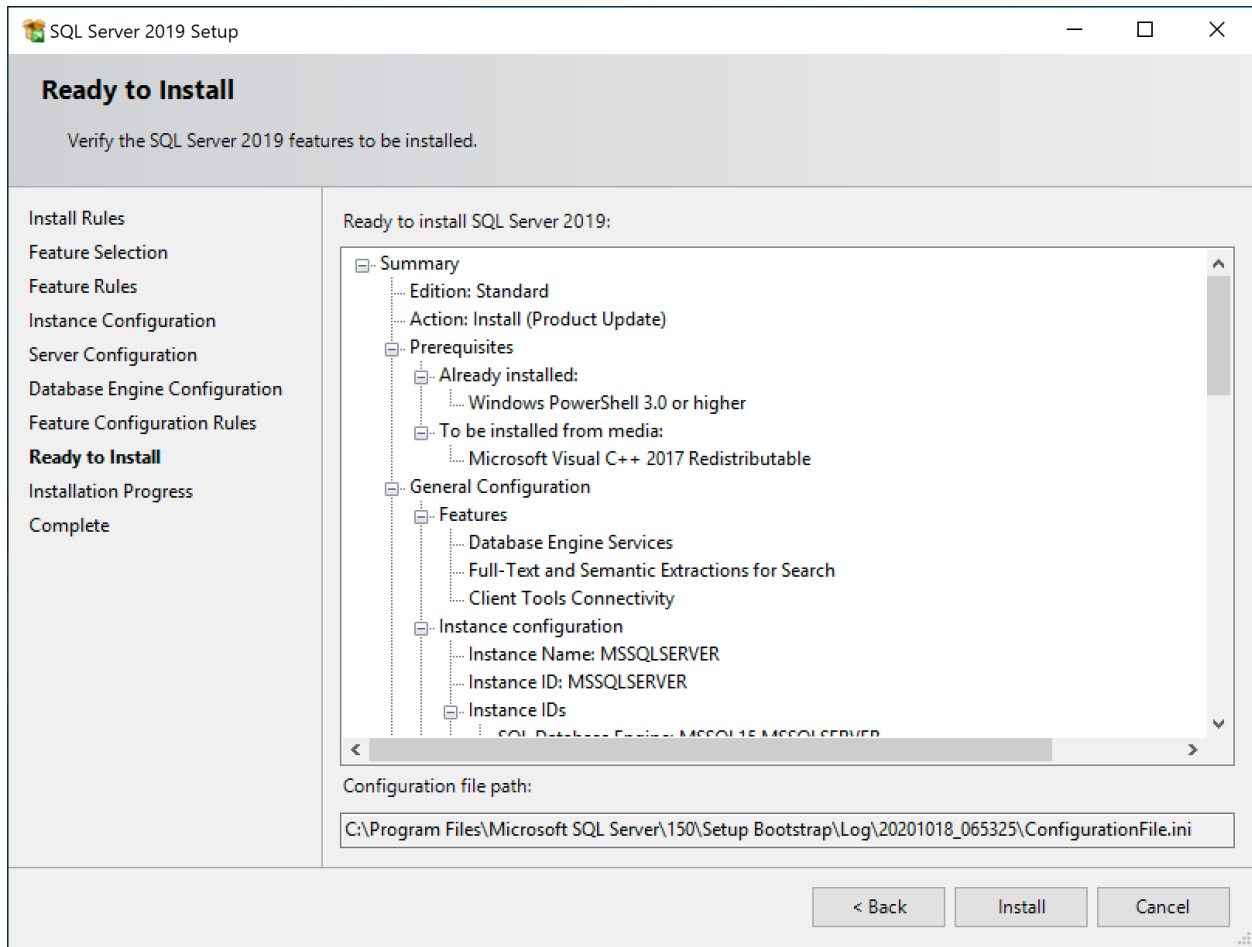 SQL Server 2019 Setup
Ready to Install
Verify the SQL Server 2019 features to be installed.
Install Rules
Feature Selection
Feature Rules
Instance Configuration
Server Configuration
Database Engine Configuration
Feature Configuration Rules
Ready to Install
Installation Progress
Complete
Ready to install SQL Server 2019:
Summary
Edition: Standard
Action: Install (Product Update)
Prerequisites
Already installed:
Windows PowerShell 3.0 or higher
To be installed from media:
Microsoft Visual C++ 2017 Redistributable
General Configuration
Features
Database Engine Services
Full-Text and Semantic Extractions for Search
Client Tools Connectivity
Instance configuration
Instance Name: MSSQLSERVER
Instance ID: MSSQLSERVER
Instance IDs
SQL Database Engine: MSSQL15.MSSQLSERVER
Configuration file path:
C:\Program Files\Microsoft SQL Server\150\Setup Bootstrap\Log\20201018_065325\ConfigurationFile.ini
< Back
Install
Cancel